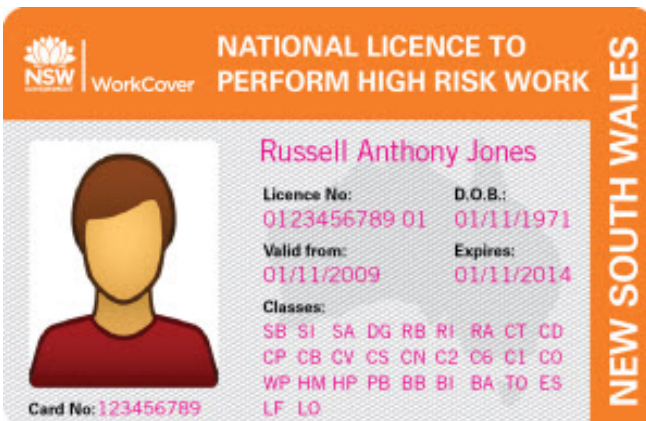 NSW
GOVERNMENT
WorkCover
NATIONAL LICENCE TO
PERFORM HIGH RISK WORK
NEW SOUTH WALES
Russell Anthony Jones
Licence No: D.O.B.:
0123456789 01 01/11/1971
Valid from: Expires:
01/11/2009 01/11/2014
Classes:
SB SI SA DG RB RI RA CT CD
CP CB CV CS CN C2 C6 C1 CO
WP HM HP PB BB BI BA TO ES
LF LO
Card No: 123456789